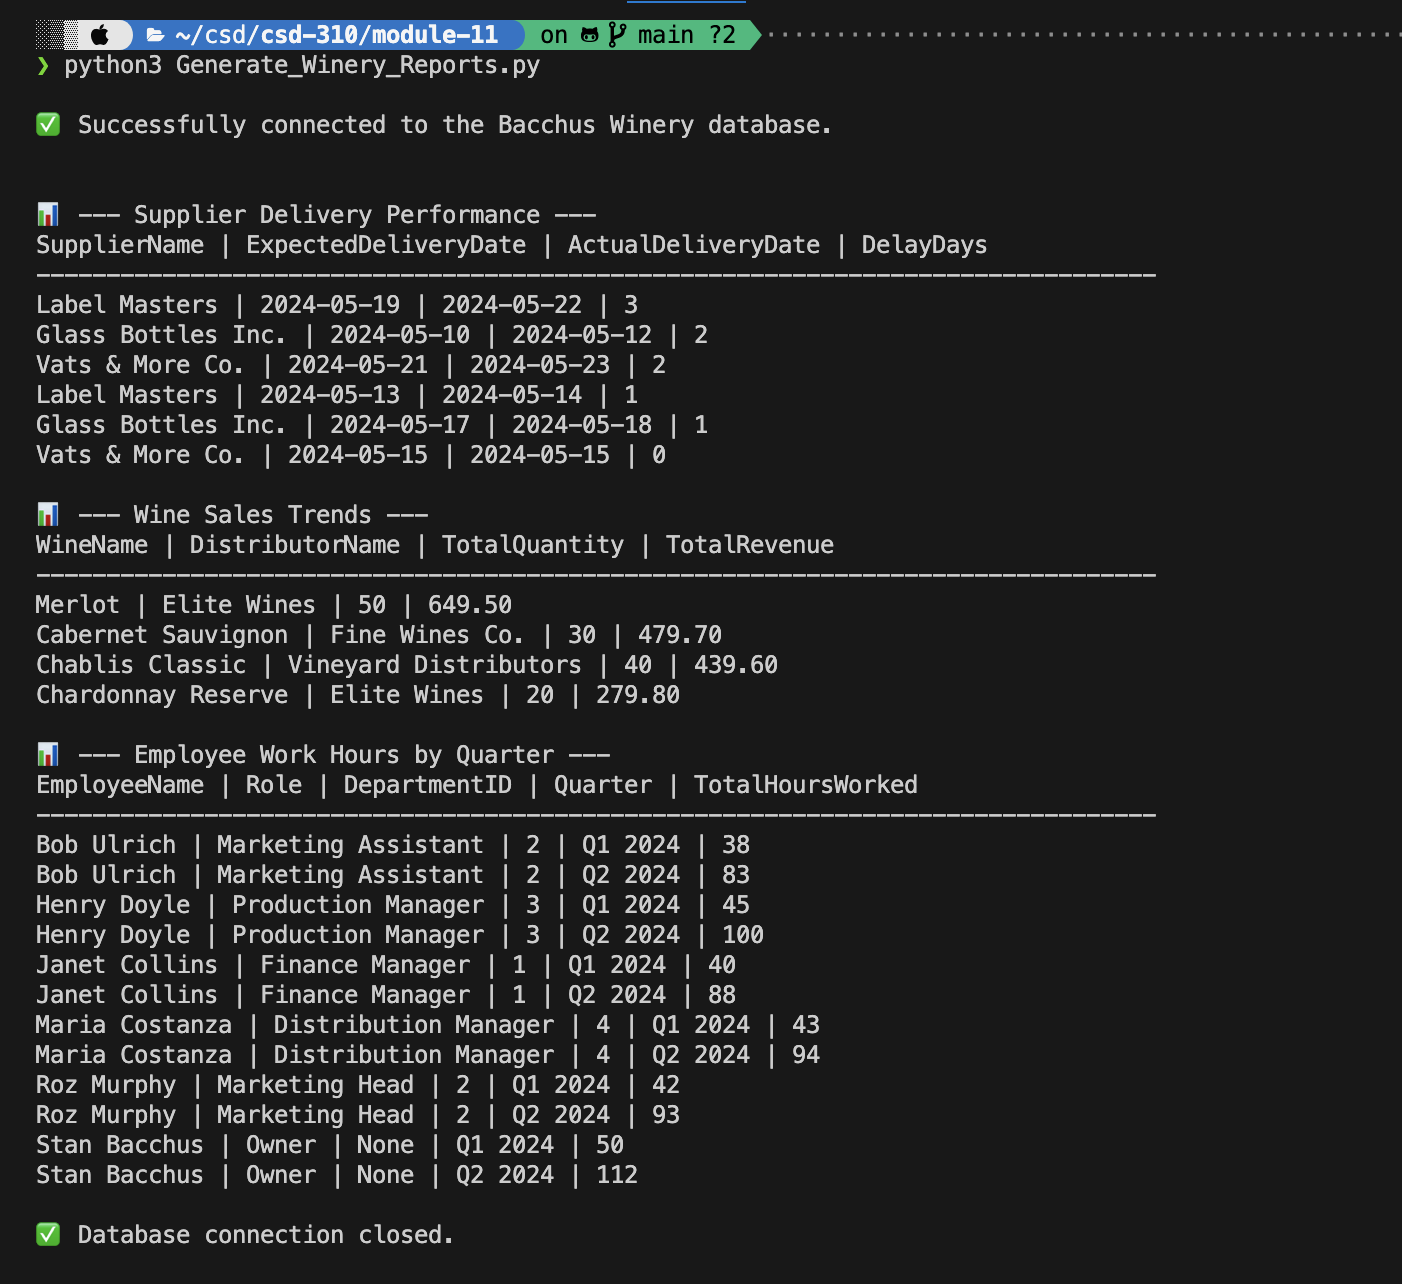 ~/csd/csd-310/module-11 on main ?2
❯ python3 Generate_Winery_Reports.py
✅ Successfully connected to the Bacchus Winery database.
📊 --- Supplier Delivery Performance ---
SupplierName | ExpectedDeliveryDate | ActualDeliveryDate | DelayDays
--------------------------------------------------------------------------------
Label Masters | 2024-05-19 | 2024-05-22 | 3
Glass Bottles Inc. | 2024-05-10 | 2024-05-12 | 2
Vats & More Co. | 2024-05-21 | 2024-05-23 | 2
Label Masters | 2024-05-13 | 2024-05-14 | 1
Glass Bottles Inc. | 2024-05-17 | 2024-05-18 | 1
Vats & More Co. | 2024-05-15 | 2024-05-15 | 0
📊 --- Wine Sales Trends ---
WineName | DistributorName | TotalQuantity | TotalRevenue
--------------------------------------------------------------------------------
Merlot | Elite Wines | 50 | 649.50
Cabernet Sauvignon | Fine Wines Co. | 30 | 479.70
Chablis Classic | Vineyard Distributors | 40 | 439.60
Chardonnay Reserve | Elite Wines | 20 | 279.80
📊 --- Employee Work Hours by Quarter ---
EmployeeName | Role | DepartmentID | Quarter | TotalHoursWorked
--------------------------------------------------------------------------------
Bob Ulrich | Marketing Assistant | 2 | Q1 2024 | 38
Bob Ulrich | Marketing Assistant | 2 | Q2 2024 | 83
Henry Doyle | Production Manager | 3 | Q1 2024 | 45
Henry Doyle | Production Manager | 3 | Q2 2024 | 100
Janet Collins | Finance Manager | 1 | Q1 2024 | 40
Janet Collins | Finance Manager | 1 | Q2 2024 | 88
Maria Costanza | Distribution Manager | 4 | Q1 2024 | 43
Maria Costanza | Distribution Manager | 4 | Q2 2024 | 94
Roz Murphy | Marketing Head | 2 | Q1 2024 | 42
Roz Murphy | Marketing Head | 2 | Q2 2024 | 93
Stan Bacchus | Owner | None | Q1 2024 | 50
Stan Bacchus | Owner | None | Q2 2024 | 112
✅ Database connection closed.